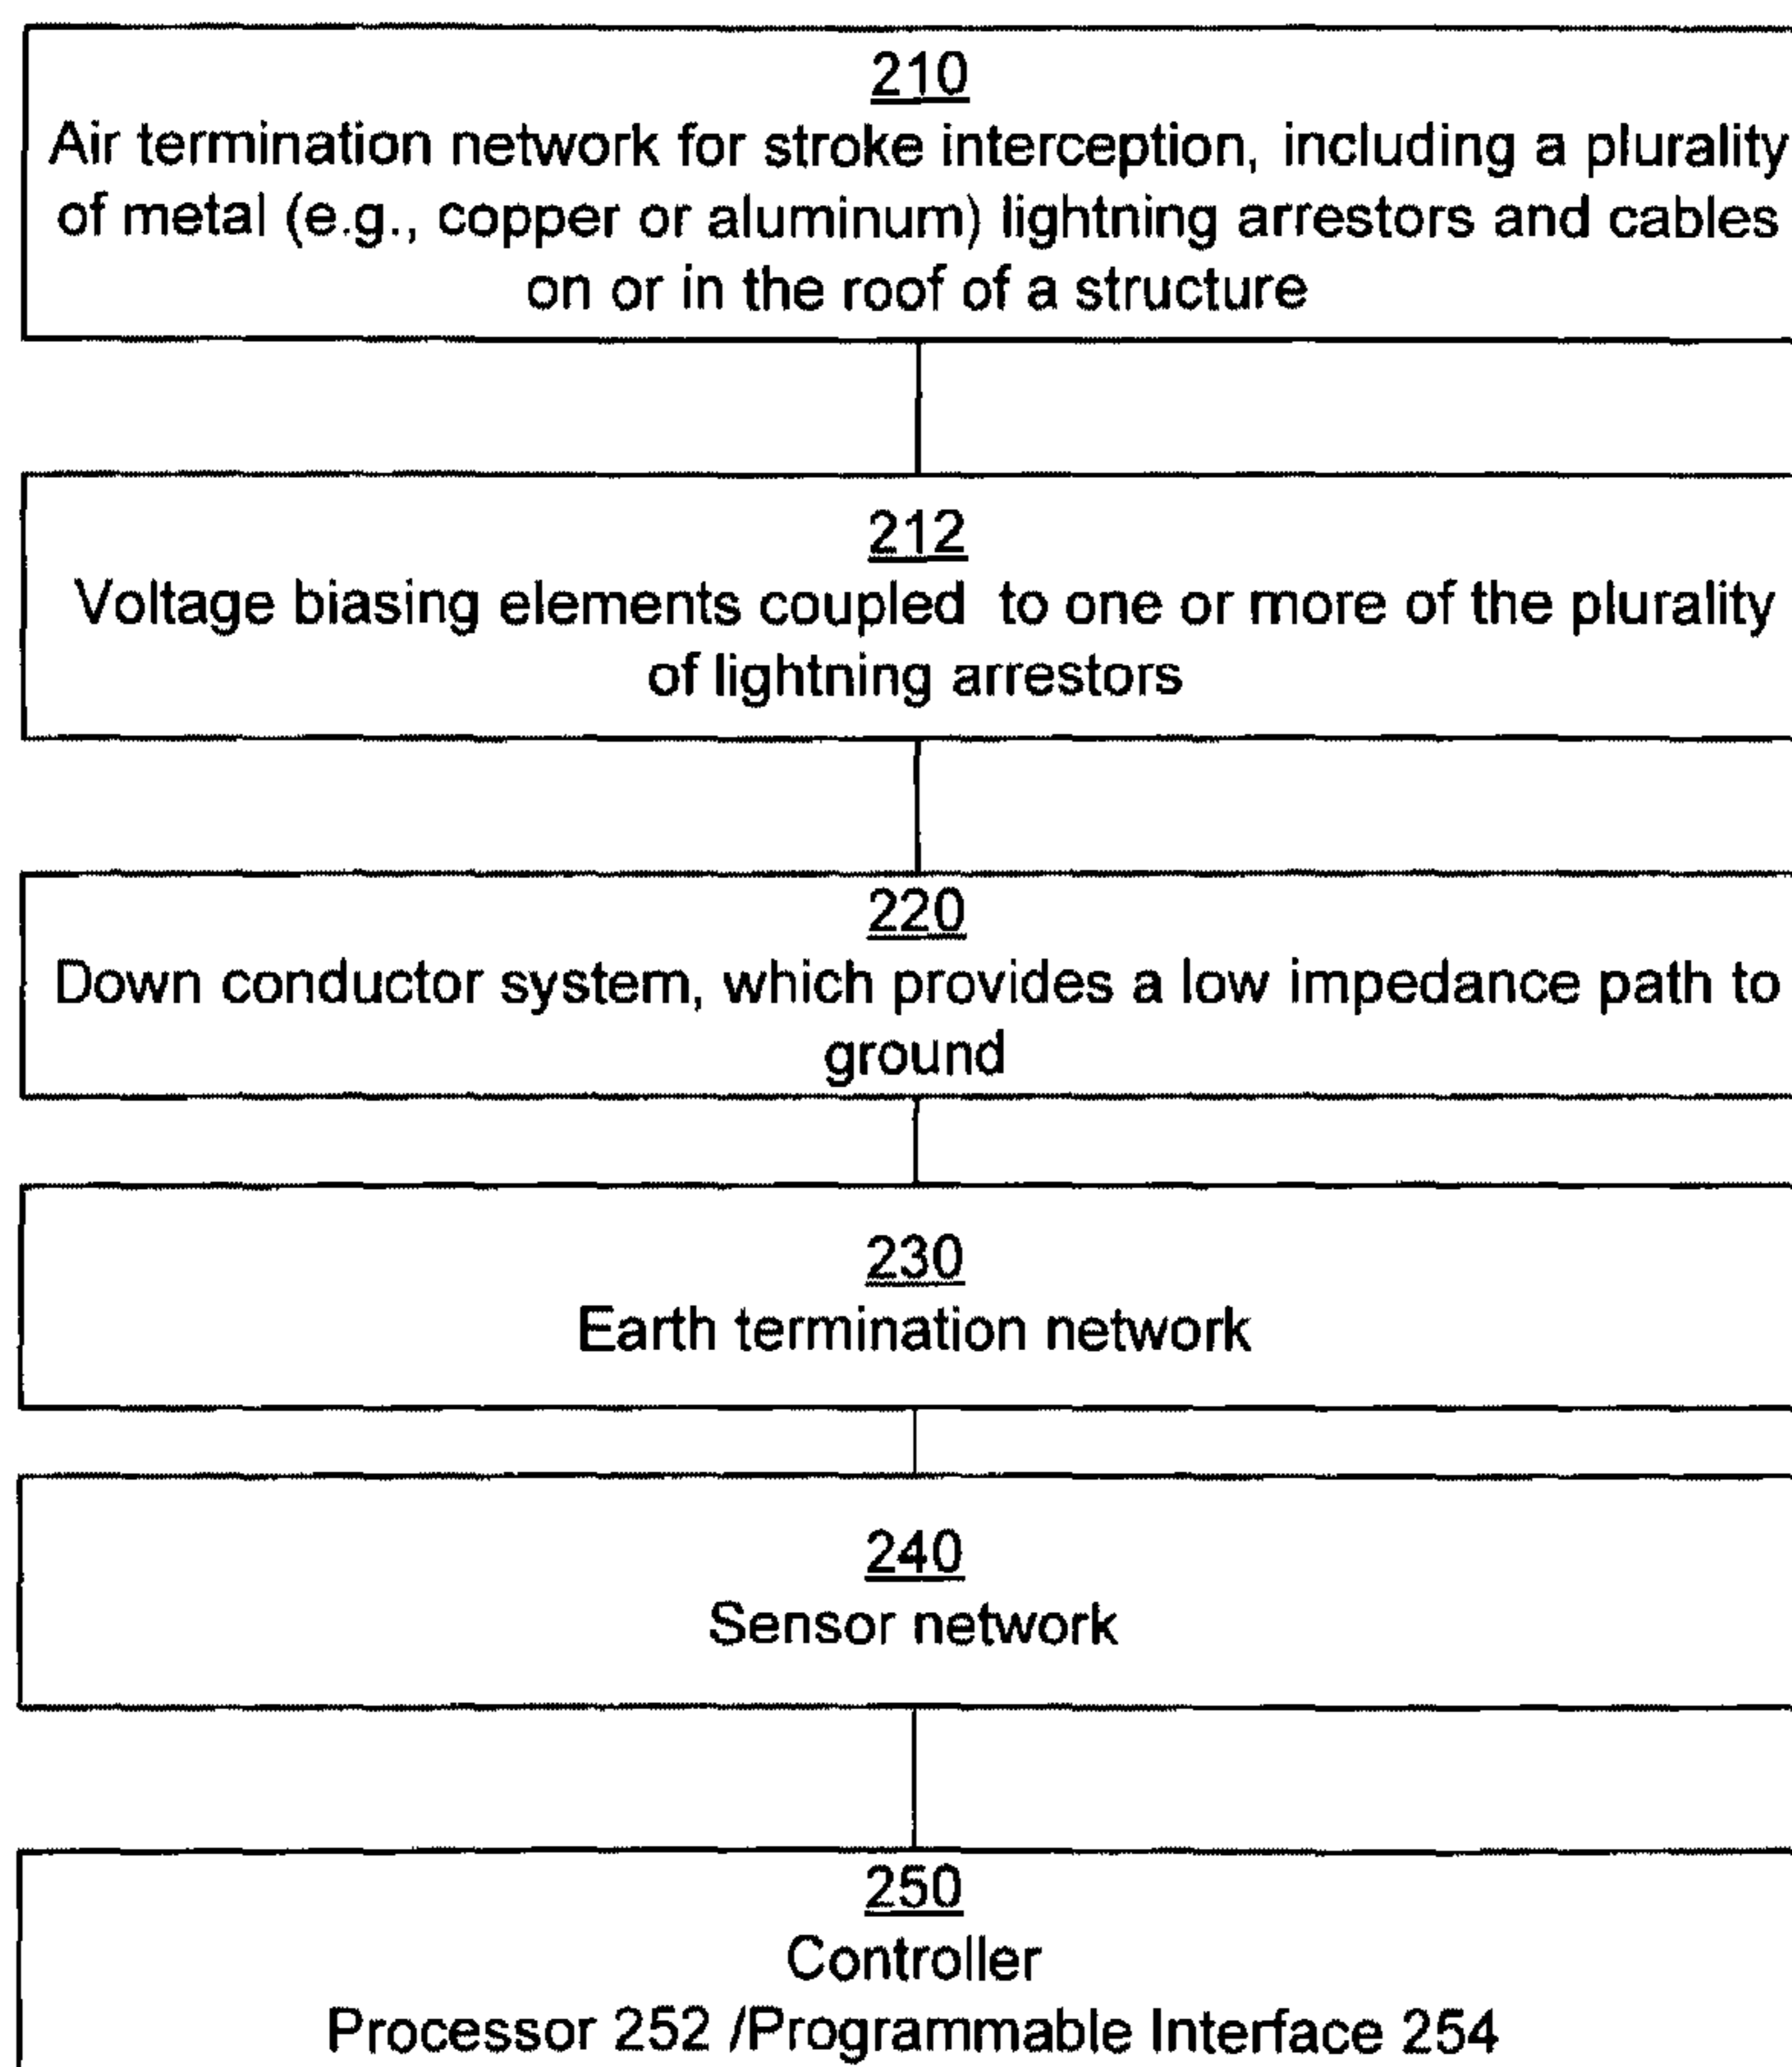 210
Air termination network for stroke interception, including a plurality
of metal (e.g., copper or aluminum) lightning arrestors and cables
on or in the roof of a structure
212
Voltage biasing elements coupled to one or more of the plurality
of lightning arrestors
220
Down conductor system, which provides a low impedance path to
ground
230
Earth termination network
240
Sensor network
250
Controller
Processor 252 /Programmable Interface 254